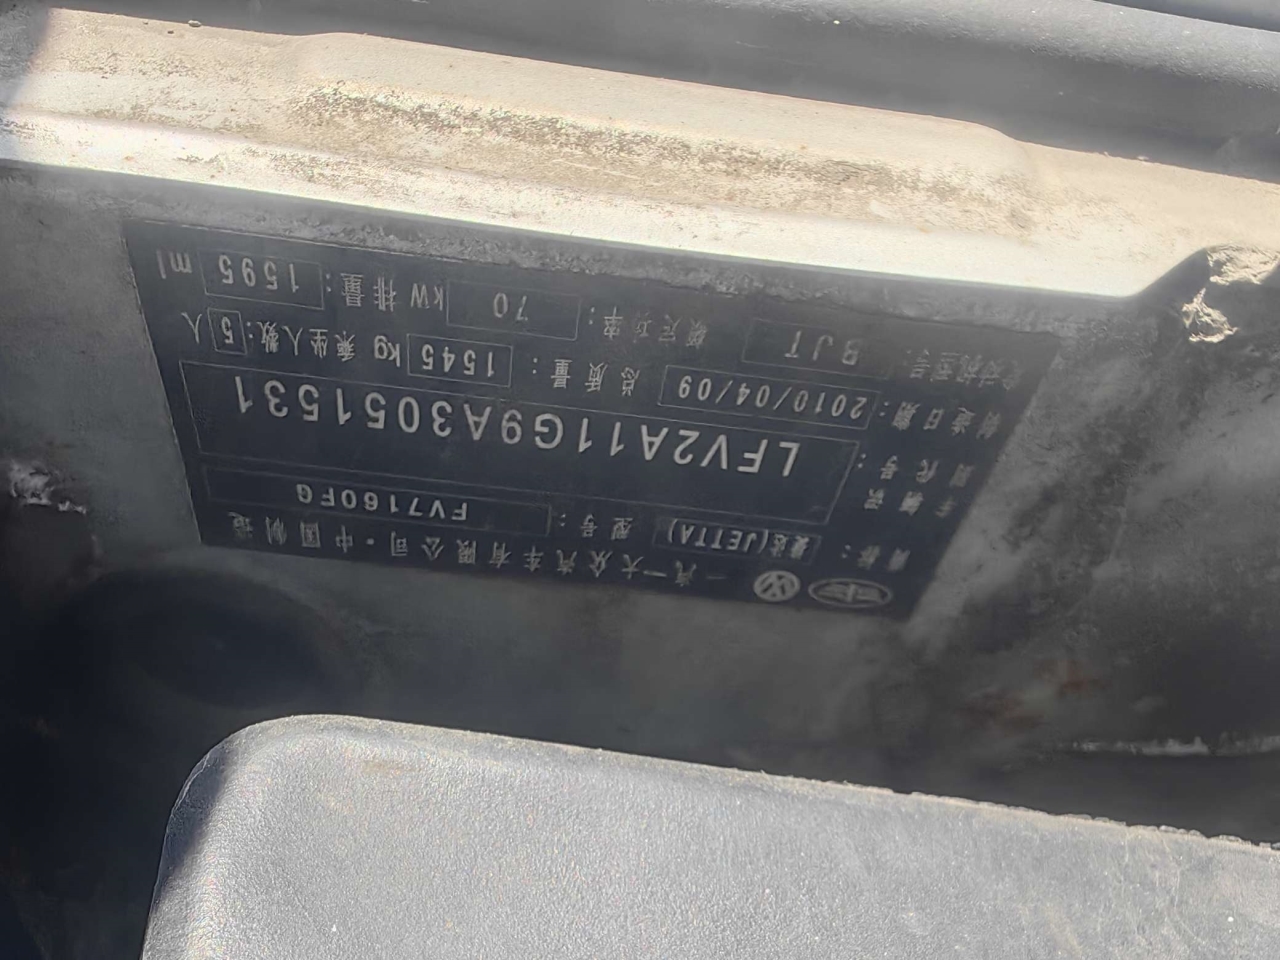 一汽一大众汽车有限公司·中国制造
商标: 捷达(JETTA) 型号: FV7160FG
车辆识别代号: LFV2A11G9A3051531
制造日期: 2010/04/09 总质量: 1545 kg 乘坐人数: 5 人
发动机型号 BJT 额定功率: 70 kW 排量: 1595 ml